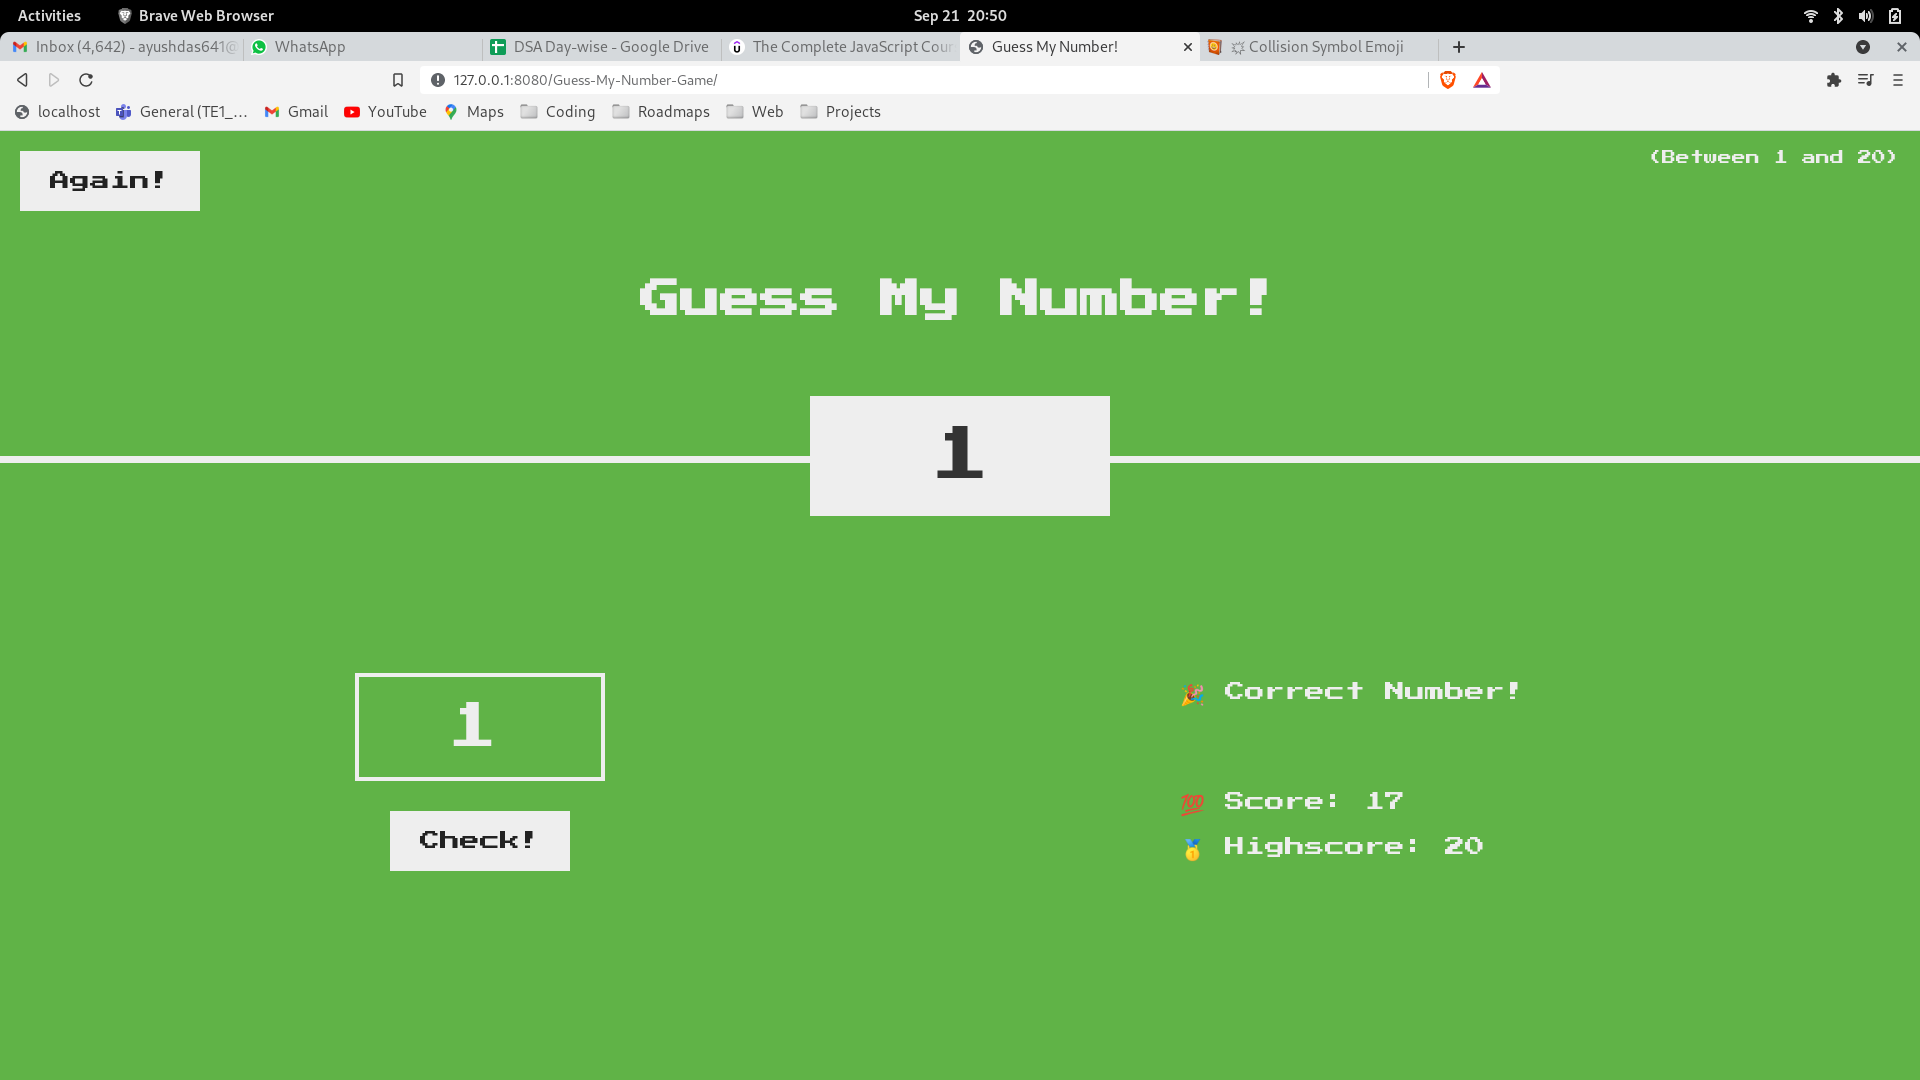 Activities Brave Web Browser Sep 21 20:50
Inbox (4,642) - ayushdas641@ WhatsApp DSA Day-wise - Google Drive The Complete JavaScript Cour Guess My Number! Collision Symbol Emoji
127.0.0.1:8080/Guess-My-Number-Game/
localhost General (TE1_... Gmail YouTube Maps Coding Roadmaps Web Projects
Again! (Between 1 and 20)
Guess My Number!
1
1 🎉 Correct Number!
💯 Score: 17
Check! 🥇 Highscore: 20